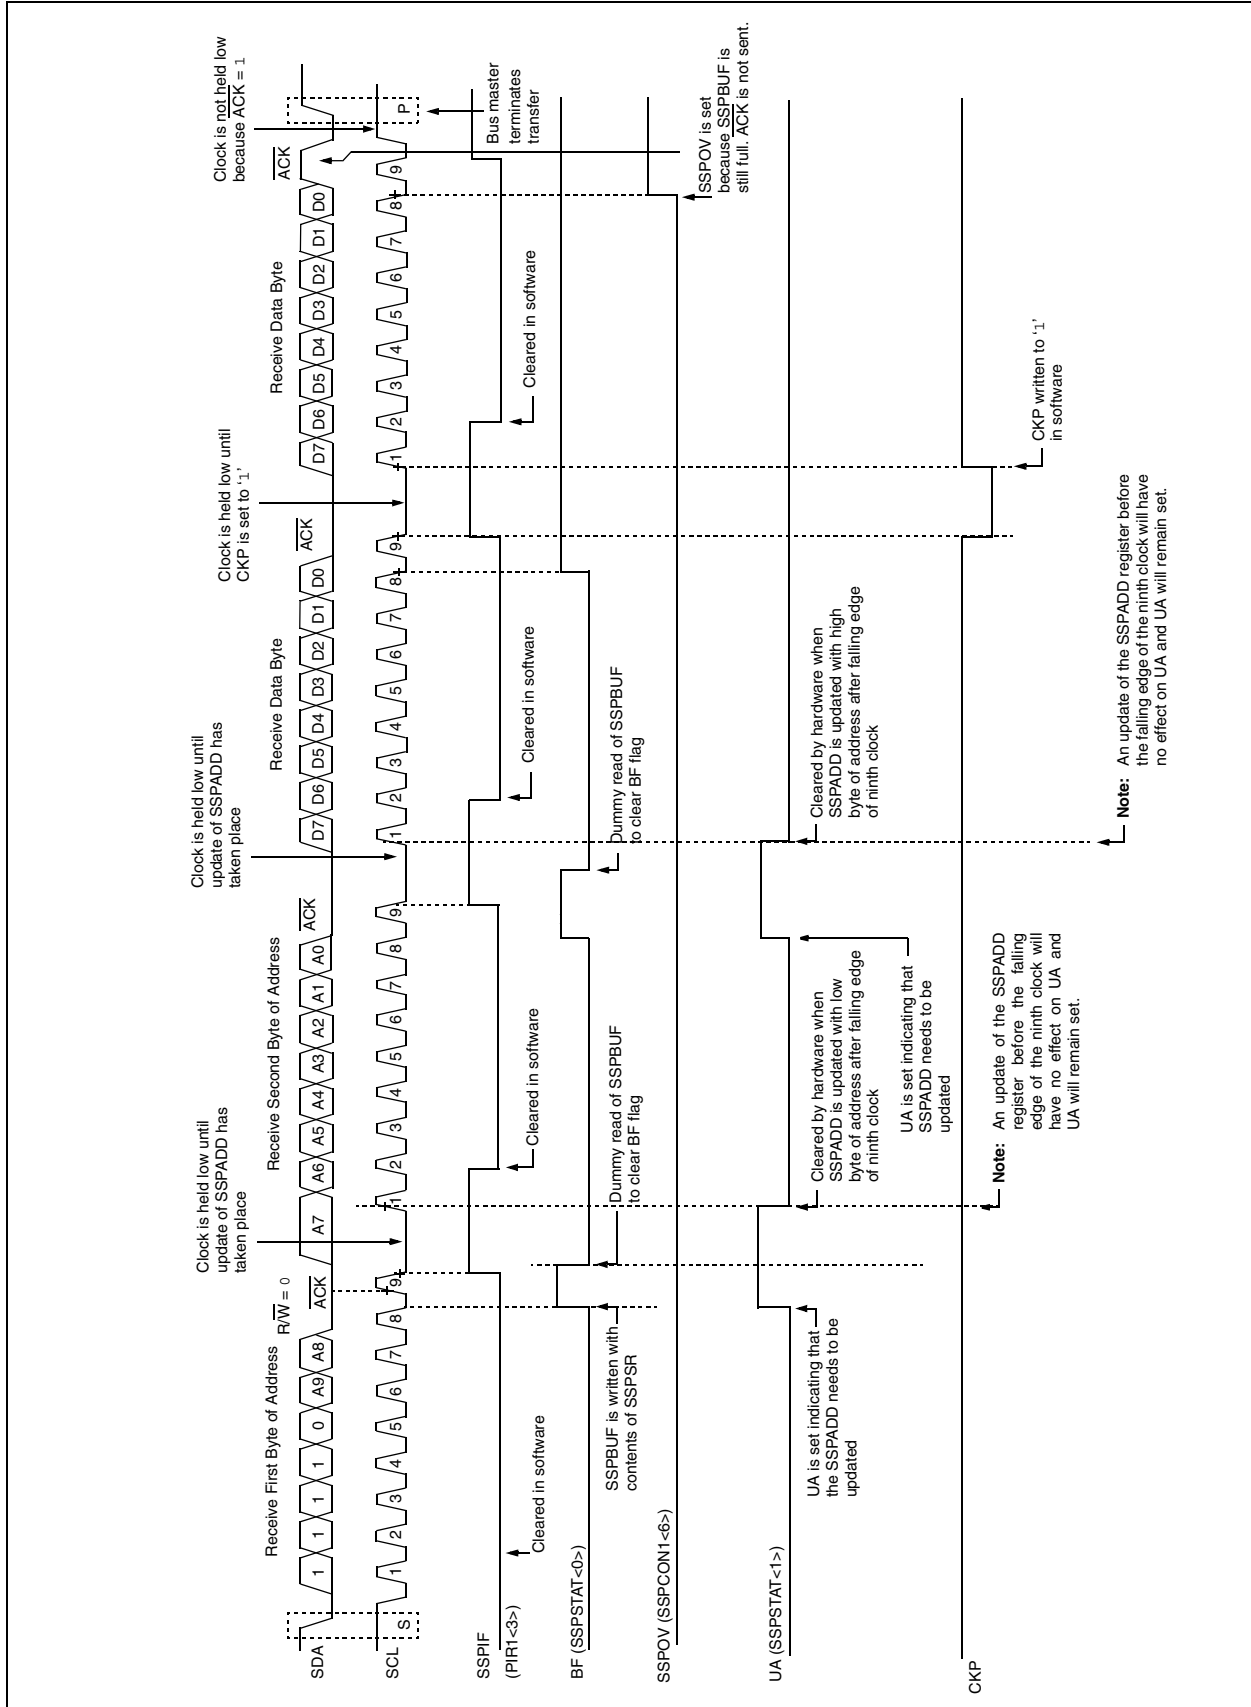 Receive First Byte of Address
R/W = 0
Receive Second Byte of Address
Receive Data Byte
Receive Data Byte
Clock is held low until
update of SSPADD has
taken place
Clock is held low until
update of SSPADD has
taken place
Clock is held low until
CKP is set to ‘1’
Clock is not held low
because ACK = 1
SDA
1 1 1 1 0 A9 A8
ACK
A7 A6 A5 A4 A3 A2 A1 A0
ACK
D7 D6 D5 D4 D3 D2 D1 D0
ACK
D7 D6 D5 D4 D3 D2 D1 D0
ACK
SCL
S
1 2 3 4 5 6 7 8 9
1 2 3 4 5 6 7 8 9
1 2 3 4 5 6 7 8 9
1 2 3 4 5 6 7 8 9
P
Bus master
terminates
transfer
SSPIF
(PIR1<3>)
Cleared in software
Cleared in software
Cleared in software
Cleared in software
BF (SSPSTAT<0>)
SSPBUF is written with
contents of SSPSR
Dummy read of SSPBUF
to clear BF flag
Dummy read of SSPBUF
to clear BF flag
SSPOV (SSPCON1<6>)
SSPOV is set
because SSPBUF is
still full. ACK is not sent.
UA (SSPSTAT<1>)
UA is set indicating that
the SSPADD needs to be
updated
Cleared by hardware when
SSPADD is updated with low
byte of address after falling edge
of ninth clock
UA is set indicating that
SSPADD needs to be
updated
Cleared by hardware when
SSPADD is updated with high
byte of address after falling edge
of ninth clock
CKP
CKP written to ‘1’
in software
Note: An update of the SSPADD
register before the falling
edge of the ninth clock will
have no effect on UA and
UA will remain set.
Note: An update of the SSPADD register before
the falling edge of the ninth clock will have
no effect on UA and UA will remain set.